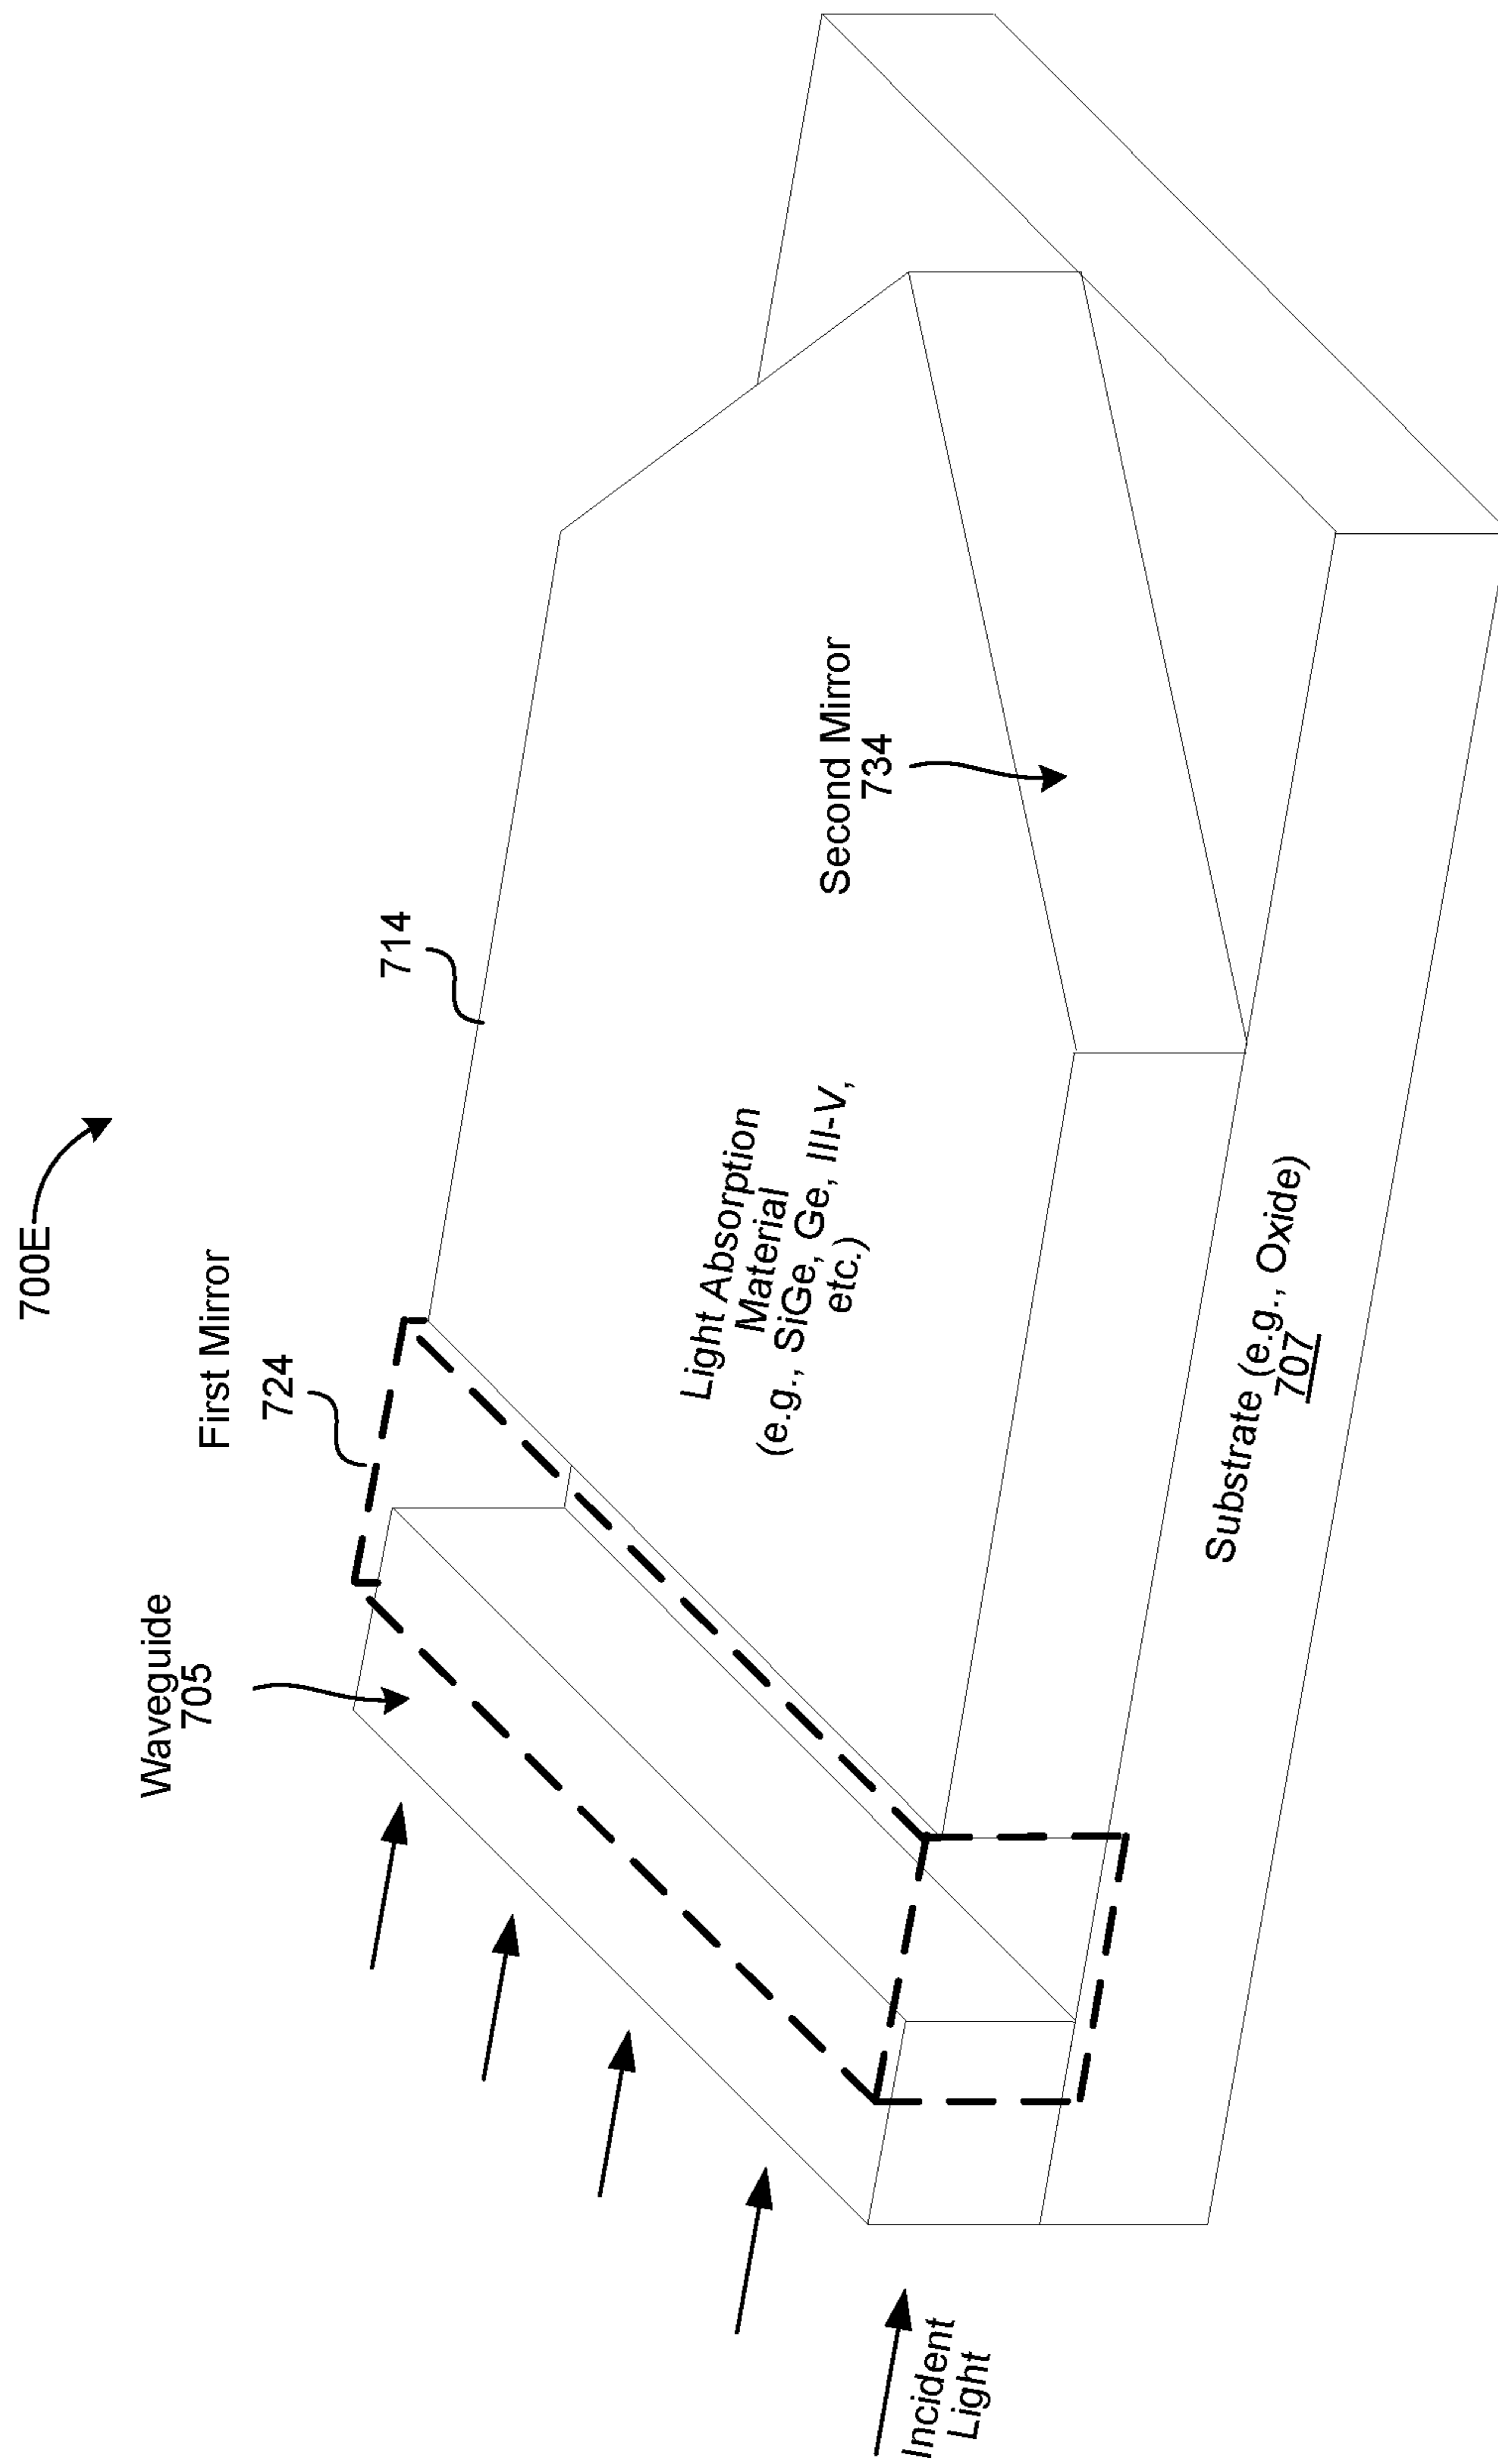 700E
First Mirror
724
Waveguide
705
714
Light Absorption
Material
(e.g., SiGe, Ge, III-V,
etc.)
Second Mirror
734
Substrate (e.g., Oxide)
707
Incident
Light